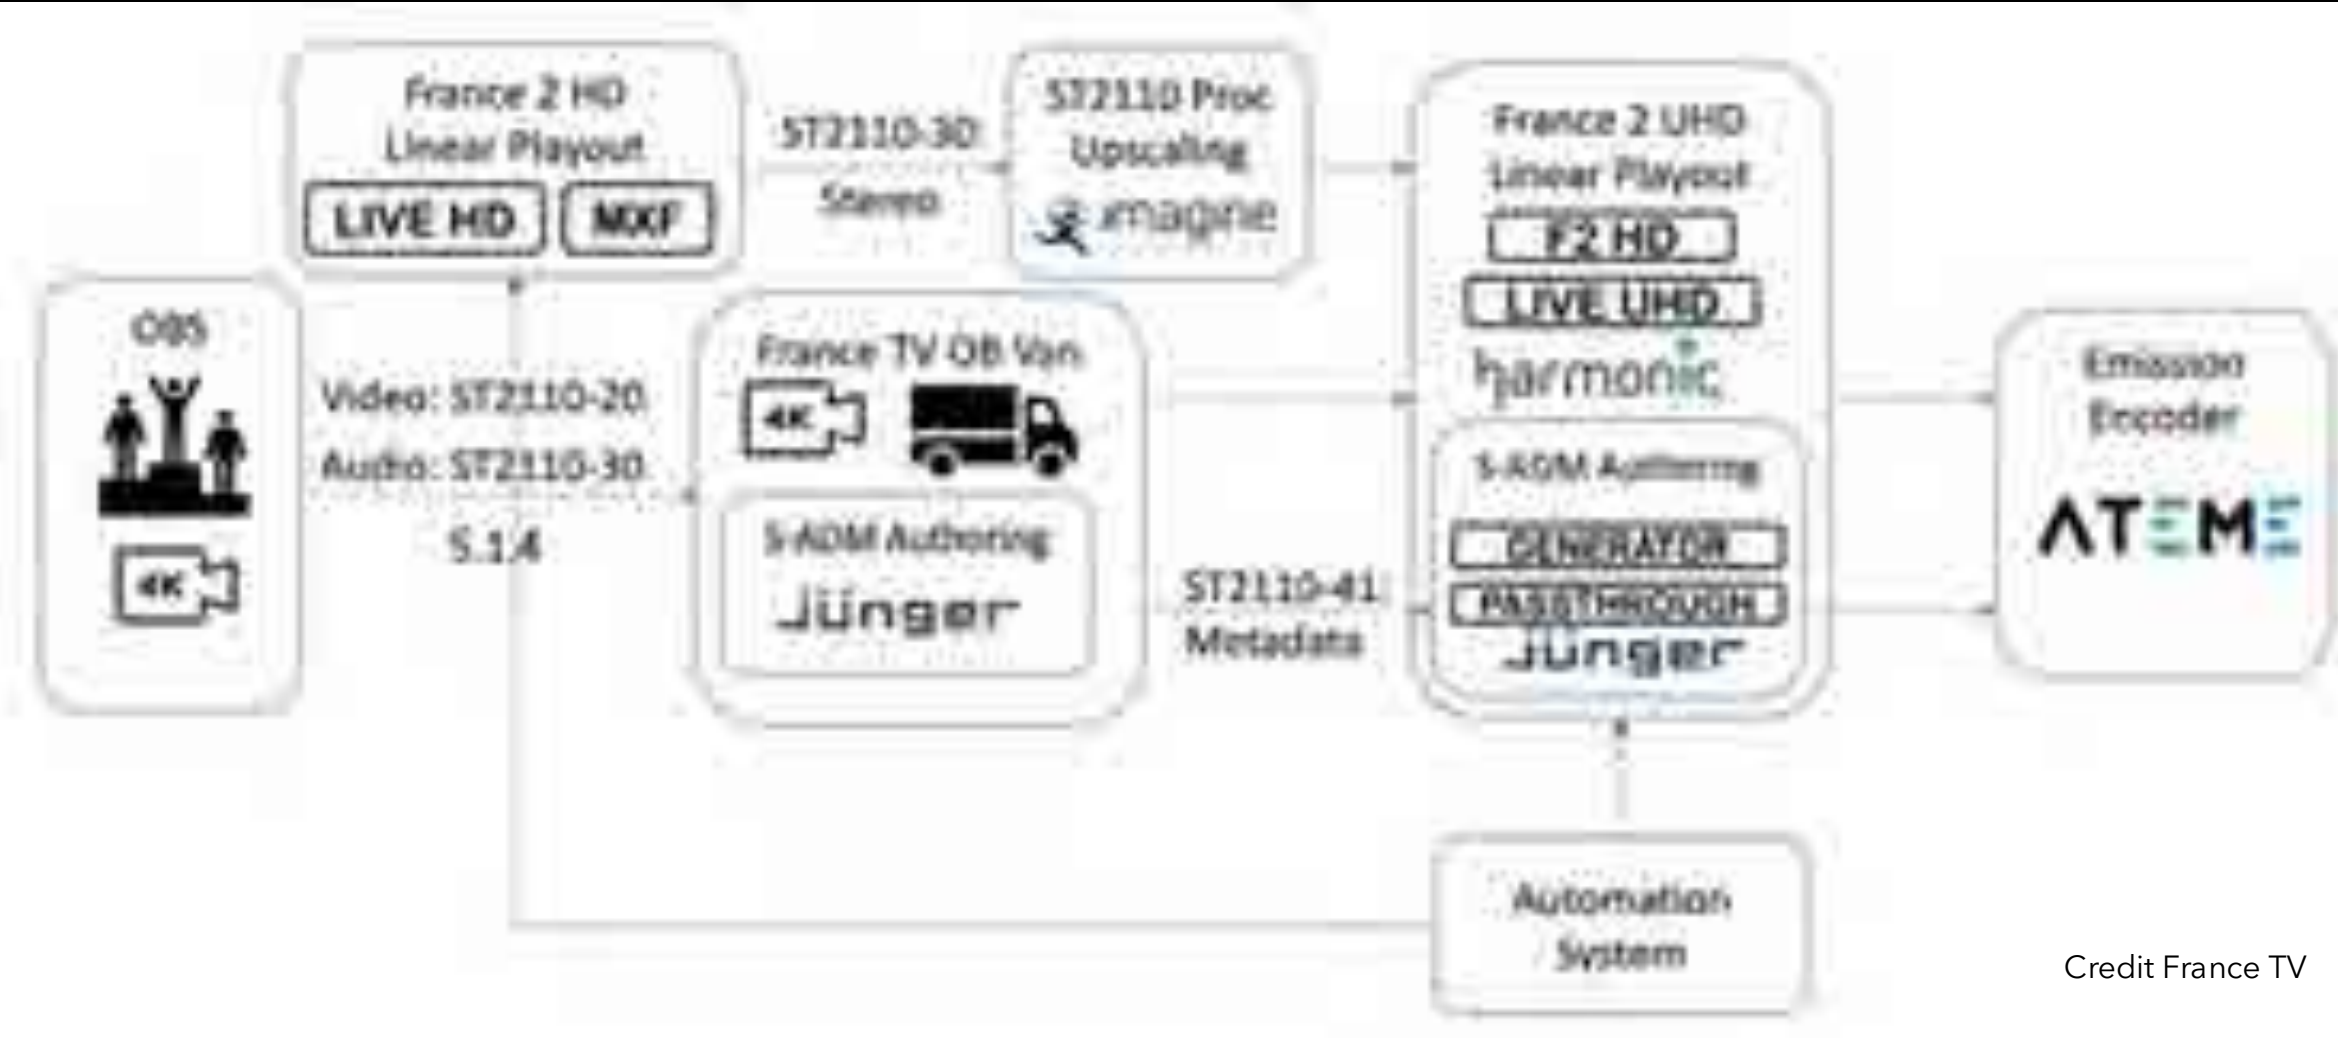 France 2 HD
Linear Playout
LIVE HD
MXF
ST2110-30
Stereo
ST2110 Proc
Upscaling
imagine
France 2 UHD
Linear Playout
F2 HD
LIVE UHD
harmonic
S-ADM Authoring
GENERATOR
PASSTHROUGH
Jünger
OBS
4K
Video: ST2110-20
Audio: ST2110-30
5.1.4
France TV OB Van
4K
S-ADM Authoring
Jünger
ST2110-41
Metadata
Emission
Encoder
ATEME
Automation
System
Credit France TV